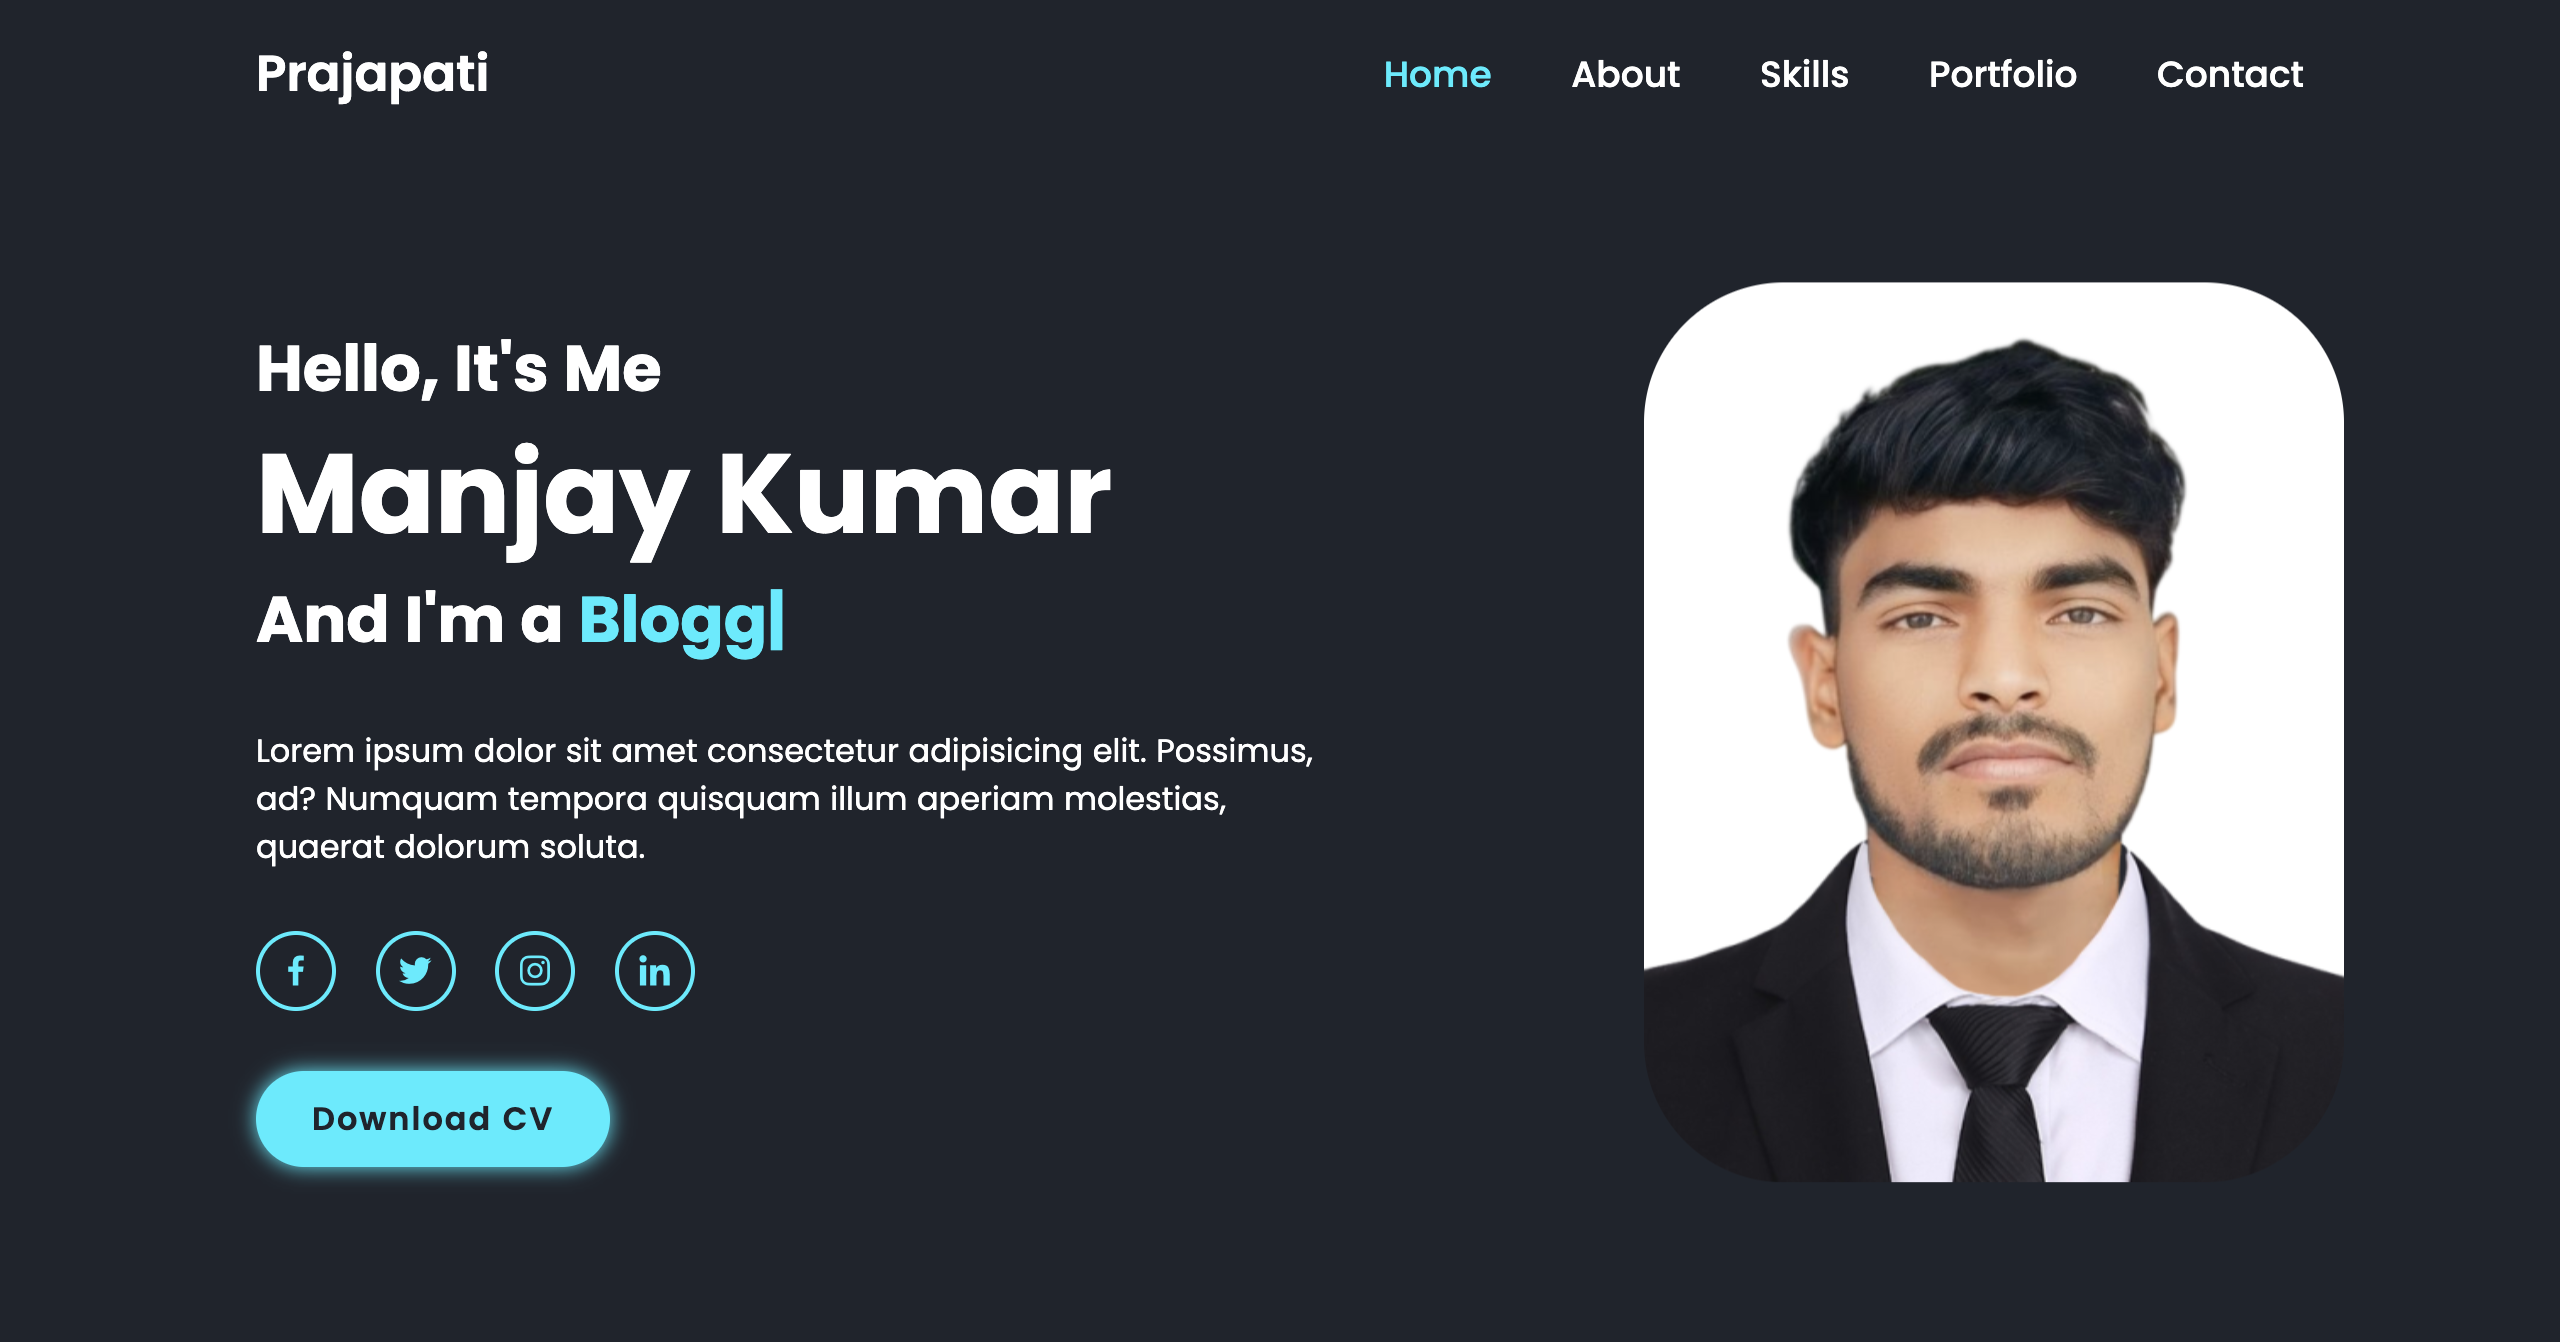 Prajapati
Home About Skills Portfolio Contact
Hello, It's Me
Manjay Kumar
And I'm a Blogg|
Lorem ipsum dolor sit amet consectetur adipisicing elit. Possimus,
ad? Numquam tempora quisquam illum aperiam molestias,
quaerat dolorum soluta.
Download CV